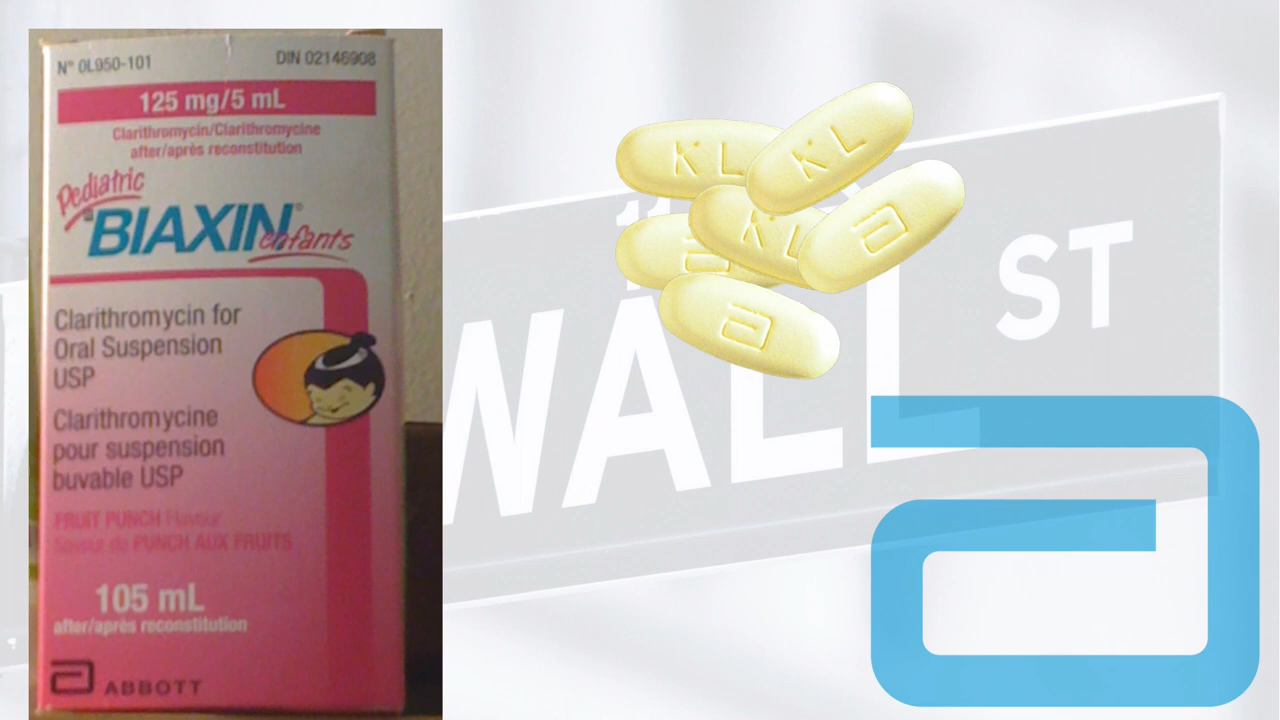 N° 0L950-101
DIN 02146908
125 mg/5 mL
Clarithromycin/Clarithromycine
after/après reconstitution
Pediatric
BIAXIN®
enfants
Clarithromycin for
Oral Suspension
USP
Clarithromycine
pour suspension
buvable USP
FRUIT PUNCH Flavour
Saveur de PUNCH AUX FRUITS
105 mL
after/après reconstitution
ABBOTT
KL
KL
KL
a
a
a
11
WALL ST